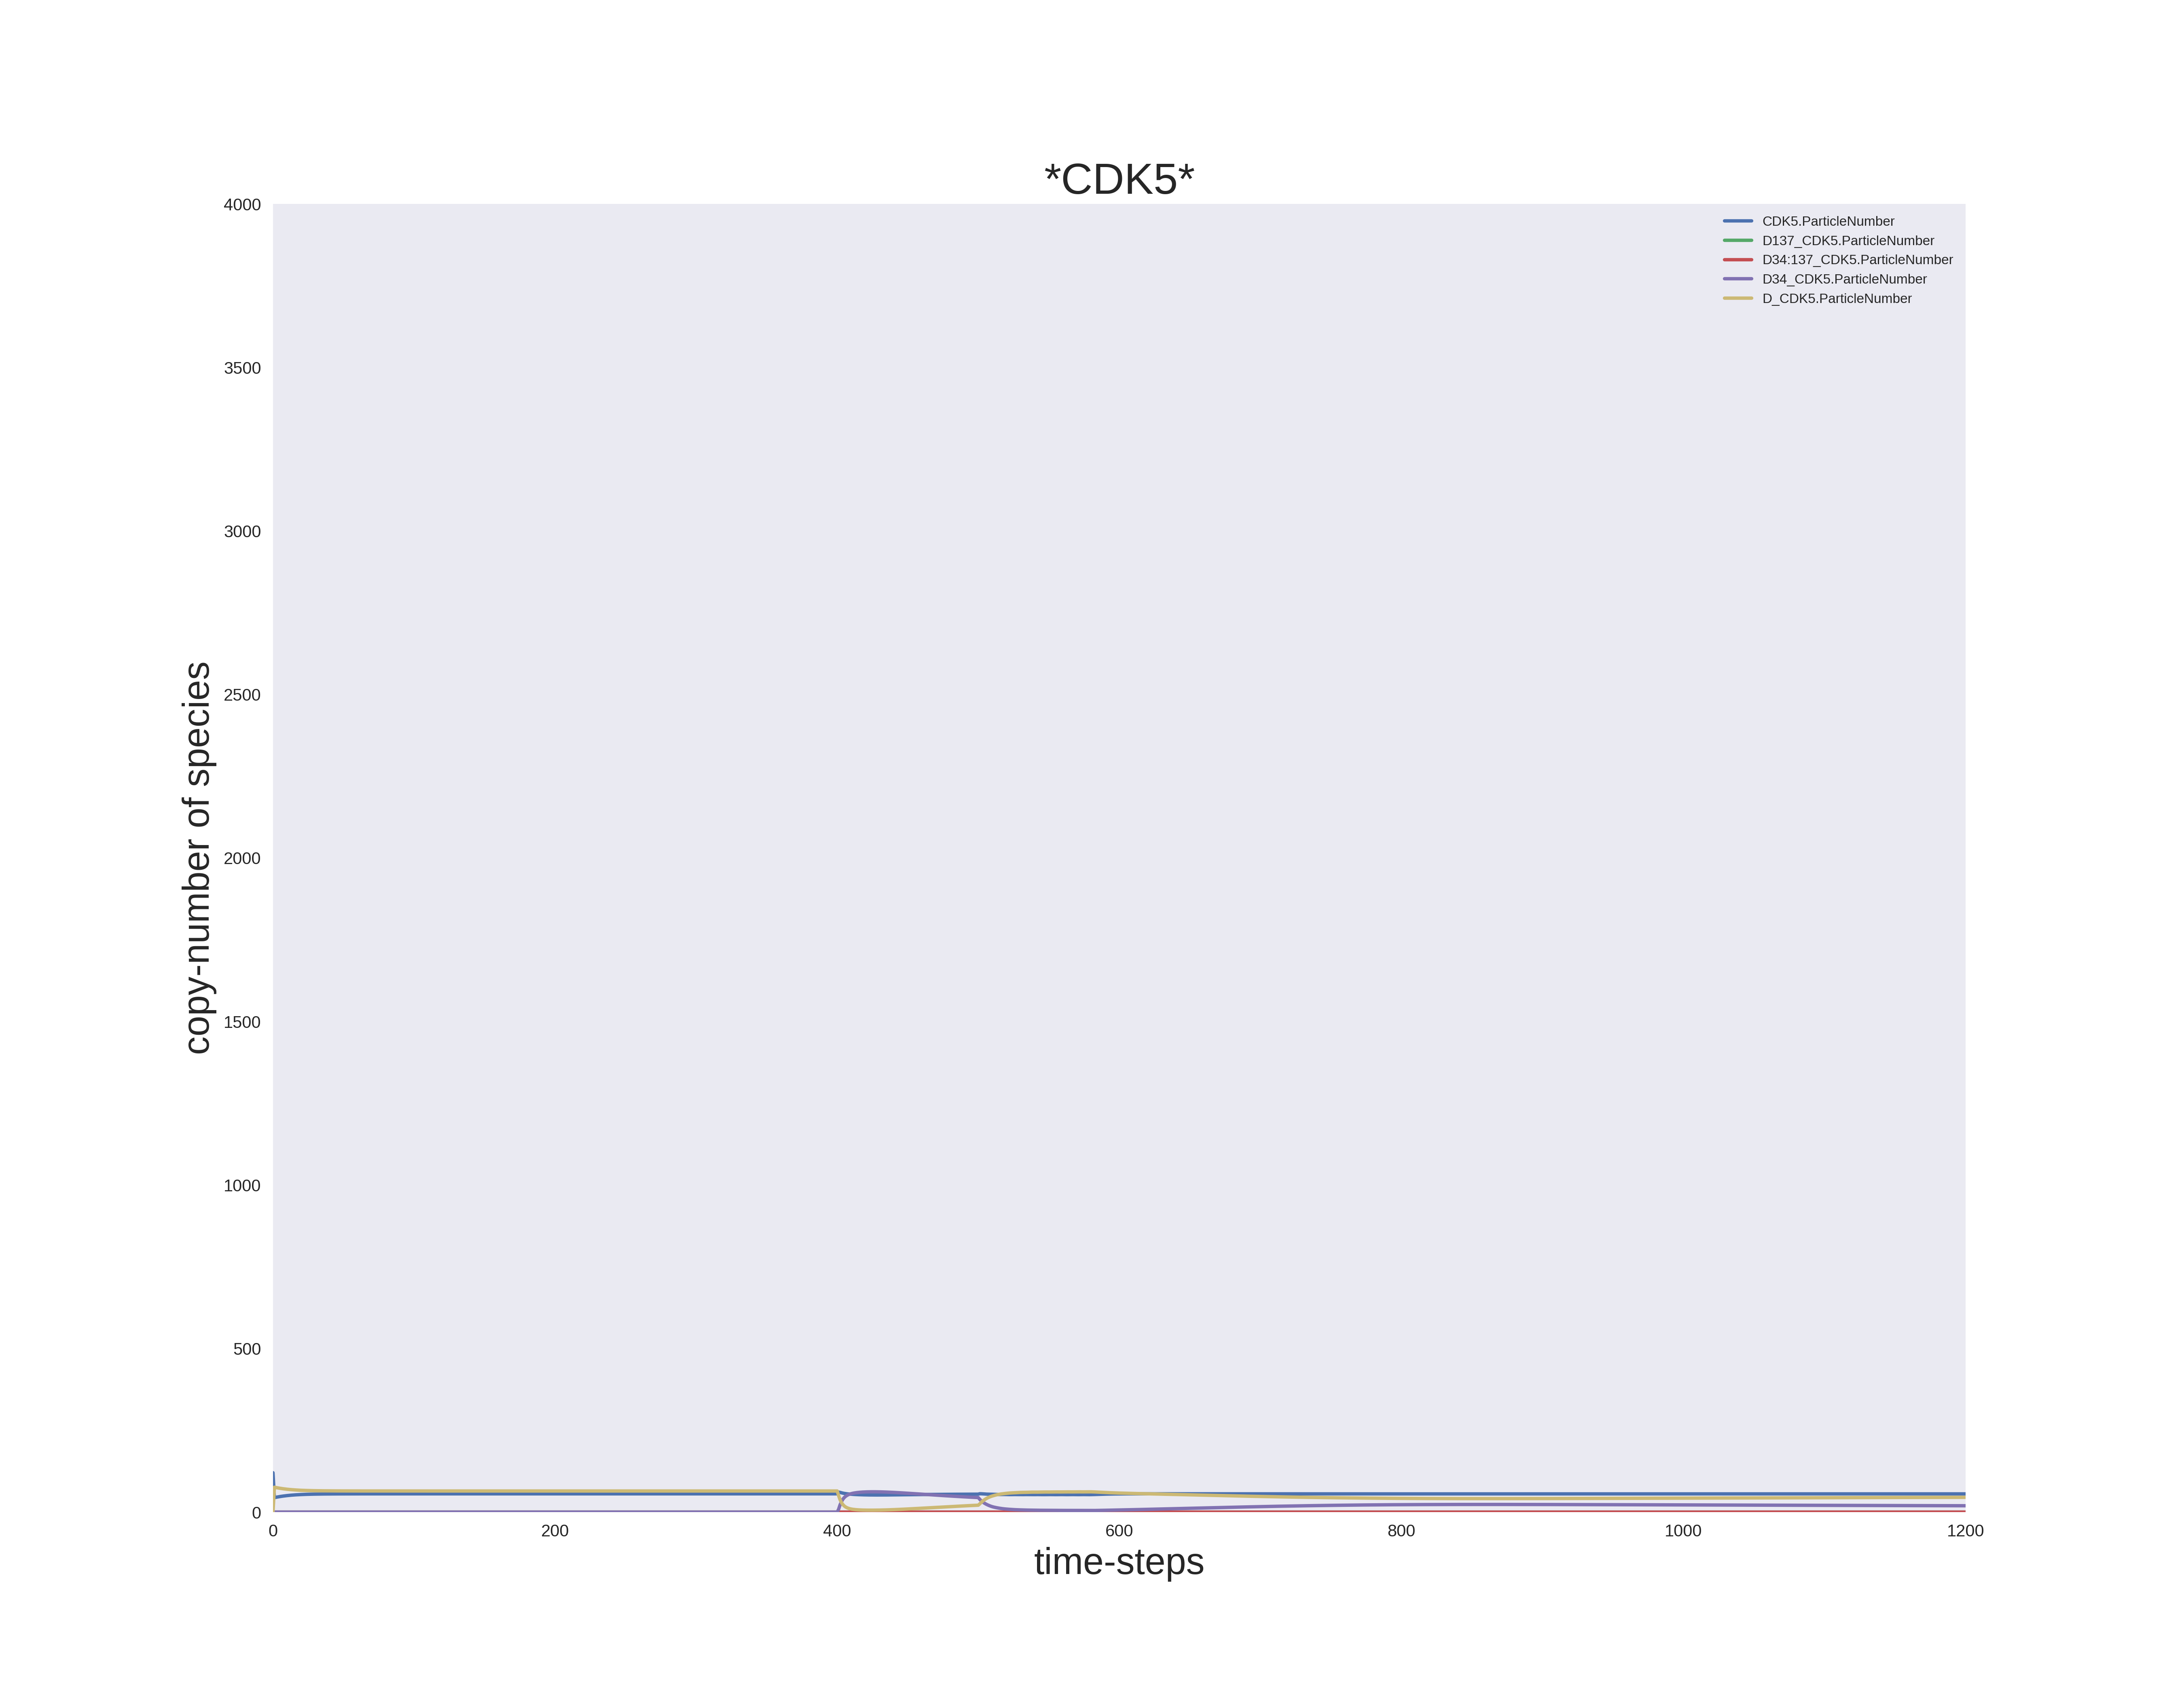 *CDK5*
4000
3500
3000
2500
2000
1500
1000
500
0
copy-number of species
CDK5.ParticleNumber
D137_CDK5.ParticleNumber
D34:137_CDK5.ParticleNumber
D34_CDK5.ParticleNumber
D_CDK5.ParticleNumber
0 200 400 600 800 1000 1200
time-steps